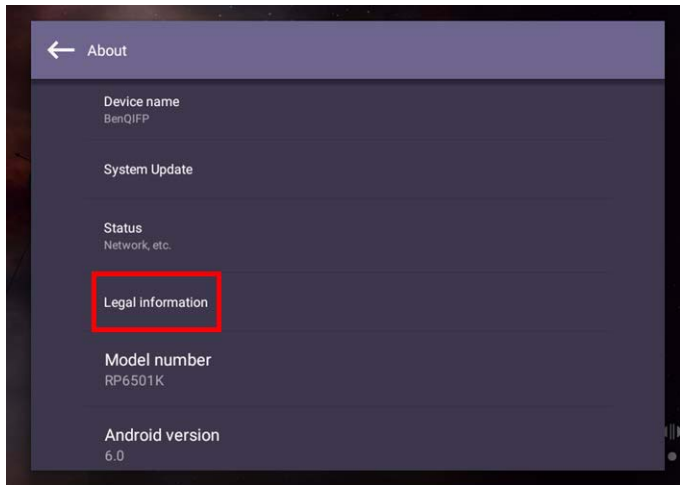 About
Device name
BenQIFP
System Update
Status
Network, etc.
Legal information
Model number
RP6501K
Android version
6.0